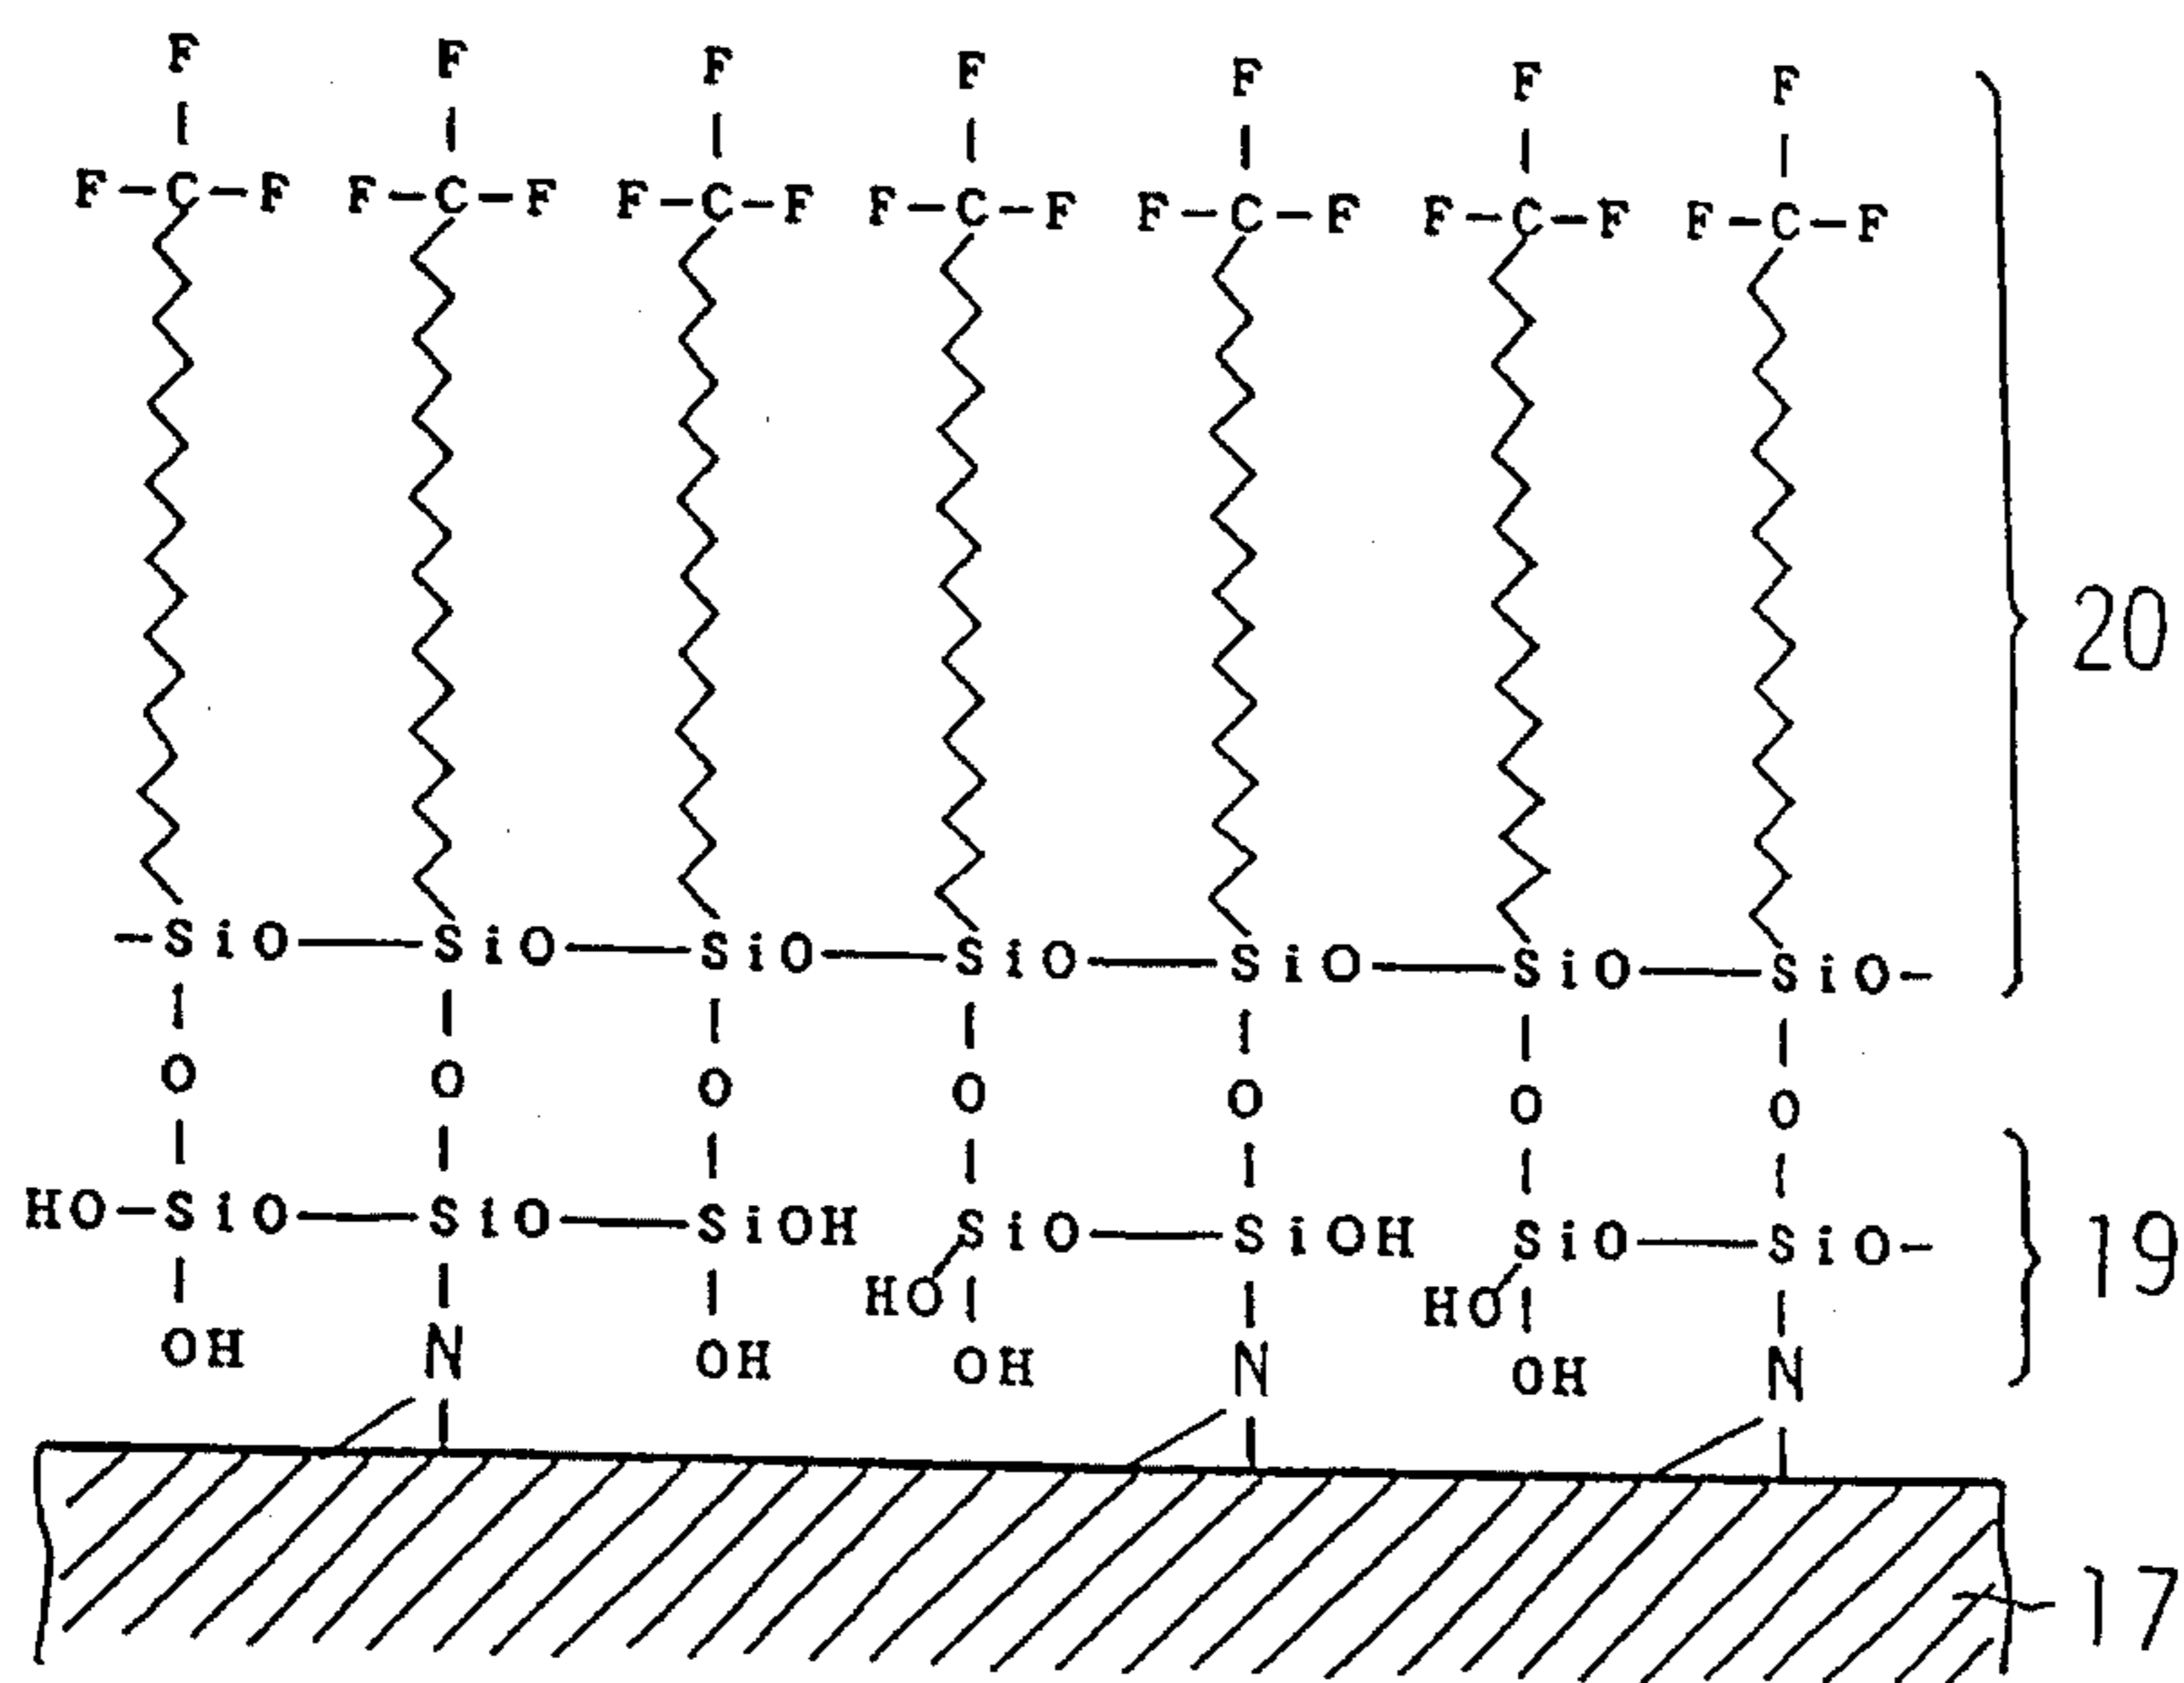 F F F F F F F
F-C-F F-C-F F-C-F F-C-F F-C-F F-C-F F-C-F
20
-SiO-SiO-SiO-SiO-SiO-SiO-SiO-
O O O O O O O
HO-SiO-SiO-SiOH SiO-SiOH SiO-SiO-
19
HO HO
OH N OH OH N OH N
17